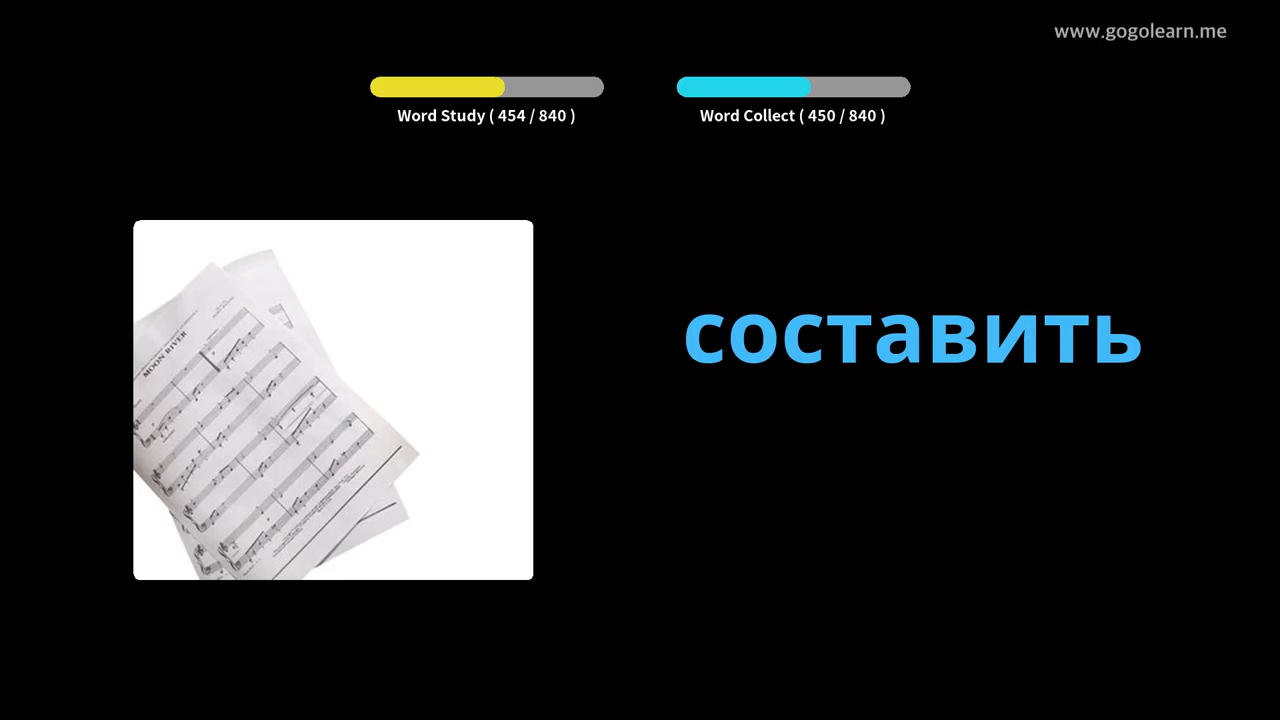 www.gogolearn.me
Word Study ( 454 / 840 )
Word Collect ( 450 / 840 )
MOON RIVER
составить